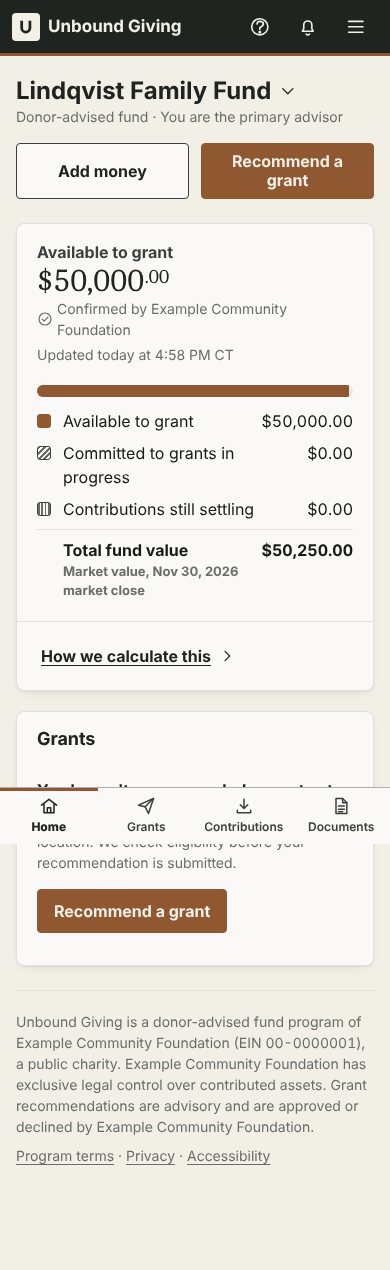 U Unbound Giving
Lindqvist Family Fund
Donor-advised fund · You are the primary advisor
Add money
Recommend a
grant
Available to grant
$50,000.00
Confirmed by Example Community
Foundation
Updated today at 4:58 PM CT
Available to grant $50,000.00
Committed to grants in $0.00
progress
Contributions still settling $0.00
Total fund value $50,250.00
Market value, Nov 30, 2026
market close
How we calculate this
Grants
Home Grants Contributions Documents
location. We check eligibility before your
recommendation is submitted.
Recommend a grant
Unbound Giving is a donor-advised fund program of
Example Community Foundation (EIN 00-0000001),
a public charity. Example Community Foundation has
exclusive legal control over contributed assets. Grant
recommendations are advisory and are approved or
declined by Example Community Foundation.
Program terms · Privacy · Accessibility